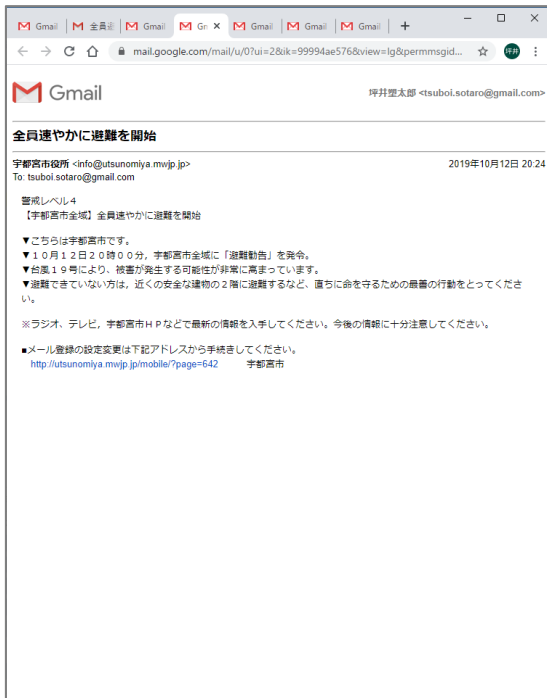 Gmail
全員速
Gmail
Gm
Gmail
Gmail
Gmail
mail.google.com/mail/u/0?ui=2&ik=99994ae576&view=lg&permmsgid...
坪井
Gmail
坪井塑太郎 <tsuboi.sotaro@gmail.com>
全員速やかに避難を開始
宇都宮市役所 <info@utsunomiya.mwjp.jp>
2019年10月12日 20:24
To: tsuboi.sotaro@gmail.com
警戒レベル４
【宇都宮市全域】全員速やかに避難を開始
▼こちらは宇都宮市です。
▼１０月１２日２０時００分，宇都宮市全域に「避難勧告」を発令。
▼台風１９号により、被害が発生する可能性が非常に高まっています。
▼避難できていない方は，近くの安全な建物の２階に避難するなど、直ちに命を守るための最善の行動をとってくださ
い。
※ラジオ、テレビ，宇都宮市ＨＰなどで最新の情報を入手してください。今後の情報に十分注意してください。
■メール登録の設定変更は下記アドレスから手続きしてください。
http://utsunomiya.mwjp.jp/mobile/?page=642 宇都宮市